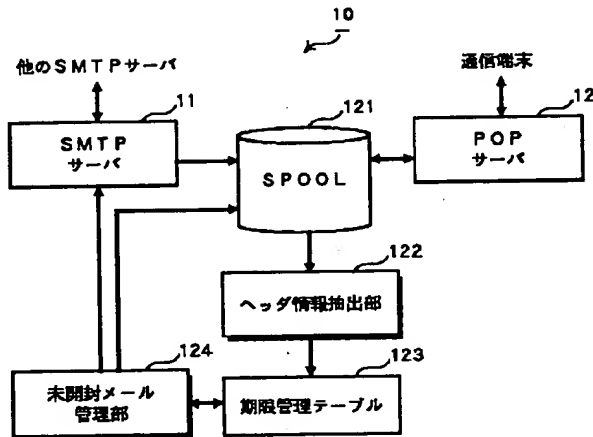 10
他のSMTPサーバ
通信端末
11
121
12
SMTP
サーバ
SPOOL
POP
サーバ
122
ヘッダ情報抽出部
124
123
未開封メール
管理部
期限管理テーブル